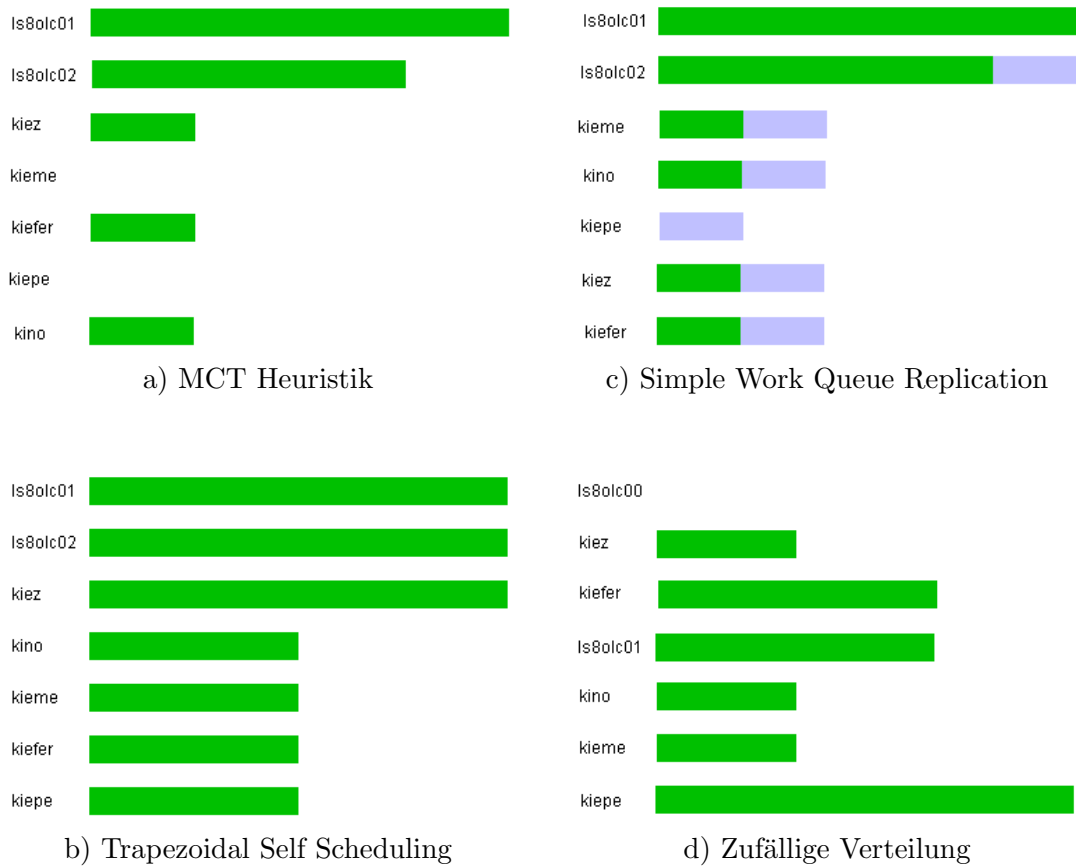 ls8olc01
ls8olc02
kiez
kieme
kiefer
kiepe
kino
a) MCT Heuristik
ls8olc01
ls8olc02
kieme
kino
kiepe
kiez
kiefer
c) Simple Work Queue Replication
ls8olc01
ls8olc02
kiez
kino
kieme
kiefer
kiepe
b) Trapezoidal Self Scheduling
ls8olc00
kiez
kiefer
ls8olc01
kino
kieme
kiepe
d) Zufällige Verteilung